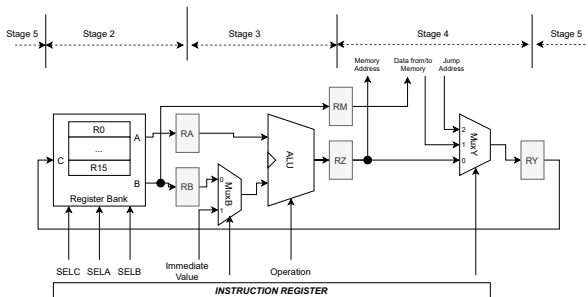 Stage 5 Stage 2 Stage 3 Stage 4 Stage 5
Memory Address
Data from/to Memory
Jump Address
R0
...
R15
A
B
C
Register Bank
RA
RB
RM
0
1
MuxB
ALU
RZ
2
1
0
MuxY
RY
SELC SELA SELB
Immediate Value
Operation
INSTRUCTION REGISTER